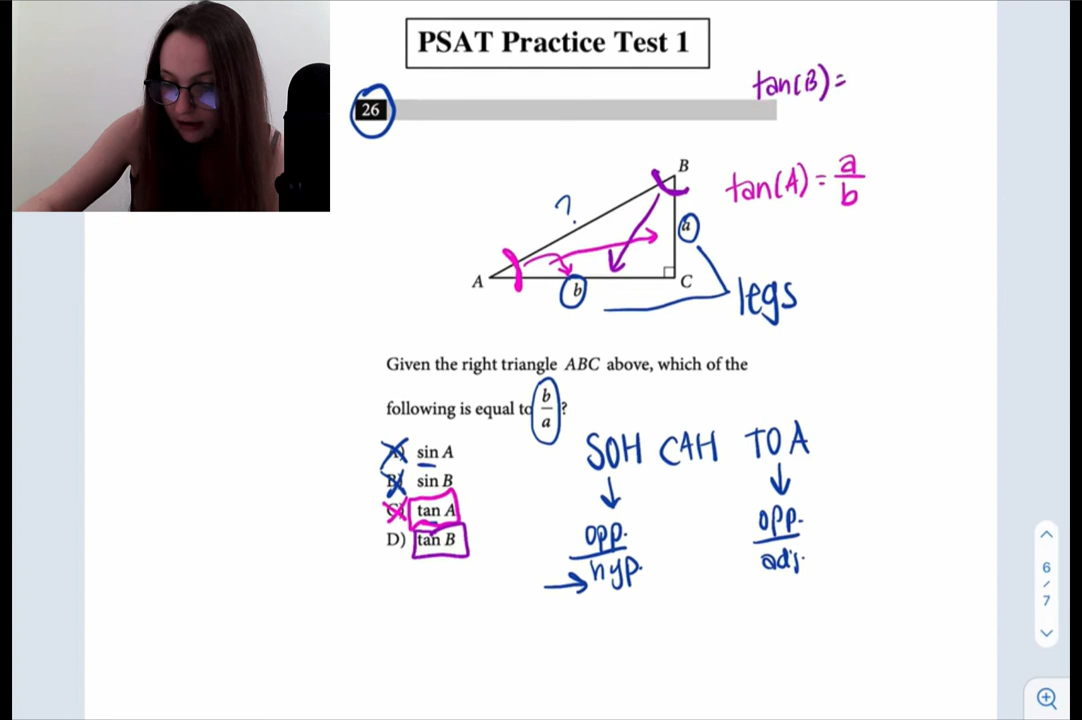 PSAT Practice Test 1
tan(B)=
26
B
tan(A) = a/b
?
a
A
b
C
legs
Given the right triangle ABC above, which of the
following is equal to b/a ?
A) sin A
B) sin B
C) tan A
D) tan B
SOH CAH TOA
opp.
hyp.
opp.
adj.
6
/
7